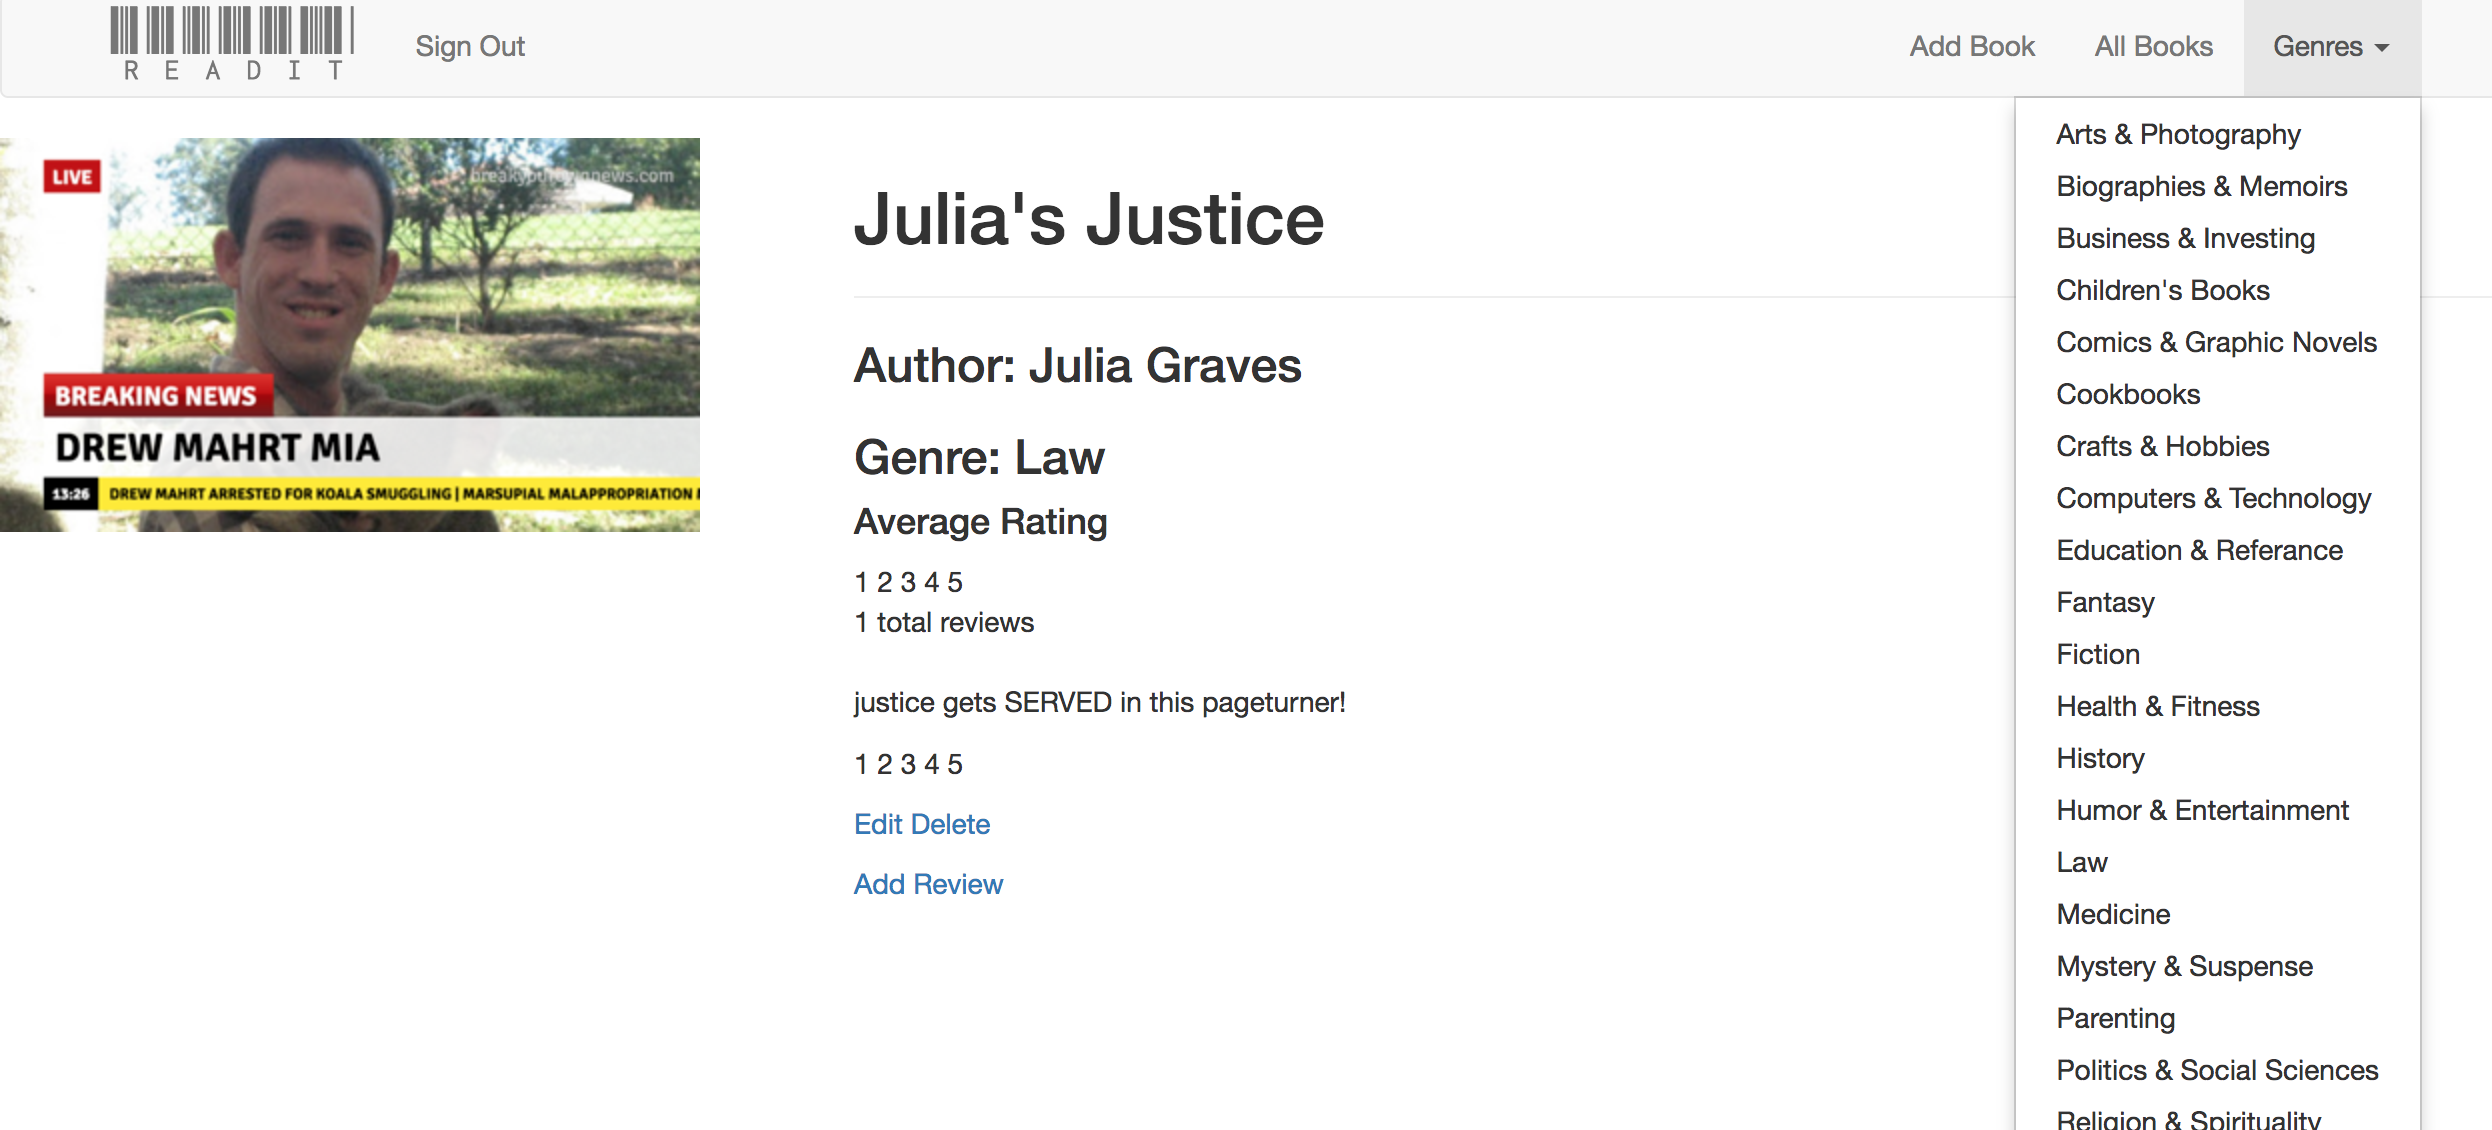 READIT
Sign Out
Add Book
All Books
Genres
LIVE
BREAKING NEWS
DREW MAHRT MIA
13:26
DREW MAHRT ARRESTED FOR KOALA SMUGGLING | MARSUPIAL MALAPPROPRIATION
Julia's Justice
Author: Julia Graves
Genre: Law
Average Rating
1 2 3 4 5
1 total reviews
justice gets SERVED in this pageturner!
1 2 3 4 5
Edit Delete
Add Review
Arts & Photography
Biographies & Memoirs
Business & Investing
Children's Books
Comics & Graphic Novels
Cookbooks
Crafts & Hobbies
Computers & Technology
Education & Referance
Fantasy
Fiction
Health & Fitness
History
Humor & Entertainment
Law
Medicine
Mystery & Suspense
Parenting
Politics & Social Sciences
Religion & Spirituality